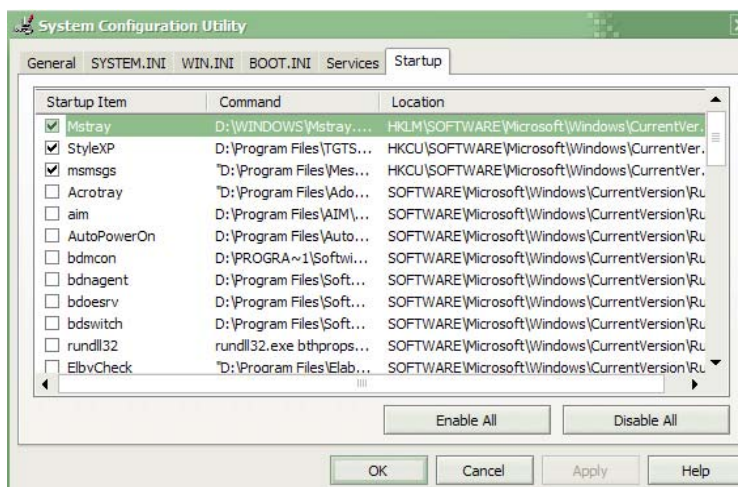 System Configuration Utility
General SYSTEM.INI WIN.INI BOOT.INI Services Startup
Startup Item Command Location
Mstray D:\WINDOWS\Mstray.... HKLM\SOFTWARE\Microsoft\Windows\CurrentVer.
StyleXP D:\Program Files\TGTS... HKCU\SOFTWARE\Microsoft\Windows\CurrentVer.
msmsgs "D:\Program Files\Mes... HKCU\SOFTWARE\Microsoft\Windows\CurrentVer.
Acrotray "D:\Program Files\Ado... SOFTWARE\Microsoft\Windows\CurrentVersion\Ru
aim D:\Program Files\AIM\... SOFTWARE\Microsoft\Windows\CurrentVersion\Ru
AutoPowerOn D:\Program Files\Auto... SOFTWARE\Microsoft\Windows\CurrentVersion\Ru
bdmcon D:\PROGRA~1\Softwi... SOFTWARE\Microsoft\Windows\CurrentVersion\Ru
bdnagent D:\Program Files\Soft... SOFTWARE\Microsoft\Windows\CurrentVersion\Ru
bdoesrv D:\Program Files\Soft... SOFTWARE\Microsoft\Windows\CurrentVersion\Ru
bdswitch D:\Program Files\Soft... SOFTWARE\Microsoft\Windows\CurrentVersion\Ru
rundll32 rundll32.exe bthprops... SOFTWARE\Microsoft\Windows\CurrentVersion\Ru
ElbyCheck "D:\Program Files\Elab... SOFTWARE\Microsoft\Windows\CurrentVersion\Ru
Enable All Disable All
OK Cancel Apply Help